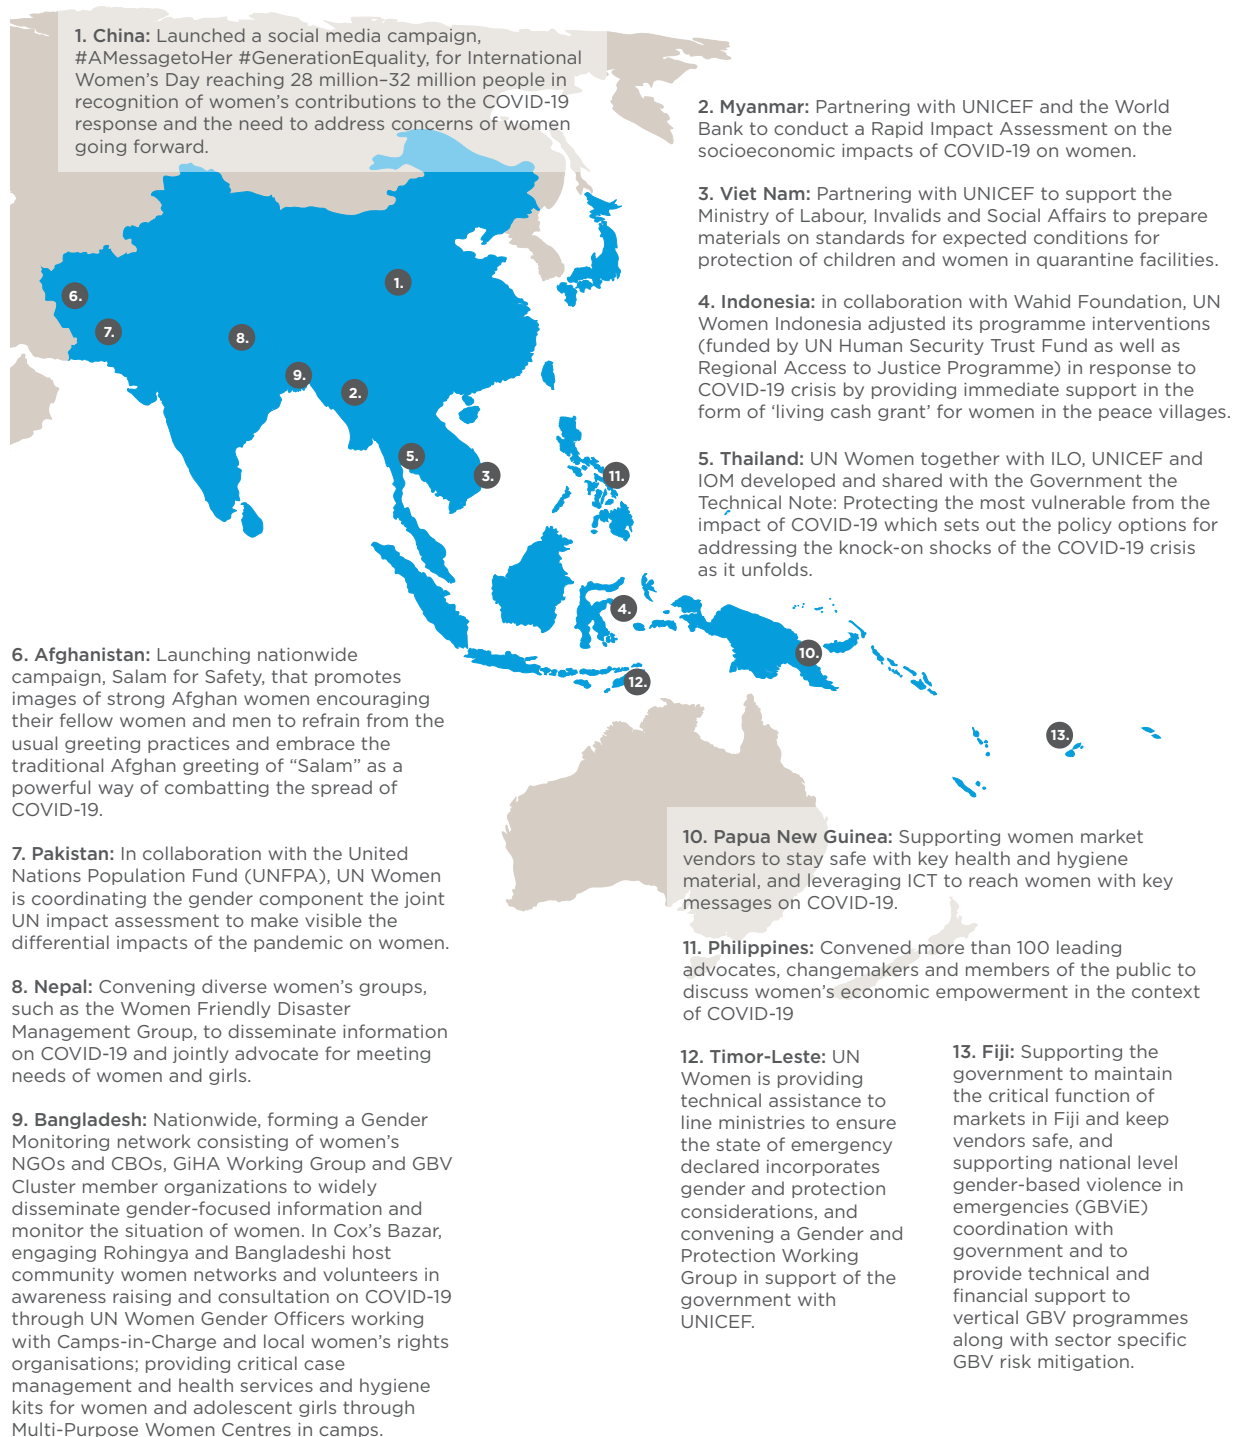 1. China: Launched a social media campaign,
#AMessagetoHer #GenerationEquality, for International
Women's Day reaching 28 million–32 million people in
recognition of women's contributions to the COVID-19
response and the need to address concerns of women
going forward.
2. Myanmar: Partnering with UNICEF and the World
Bank to conduct a Rapid Impact Assessment on the
socioeconomic impacts of COVID-19 on women.
3. Viet Nam: Partnering with UNICEF to support the
Ministry of Labour, Invalids and Social Affairs to prepare
materials on standards for expected conditions for
protection of children and women in quarantine facilities.
4. Indonesia: in collaboration with Wahid Foundation, UN
Women Indonesia adjusted its programme interventions
(funded by UN Human Security Trust Fund as well as
Regional Access to Justice Programme) in response to
COVID-19 crisis by providing immediate support in the
form of ‘living cash grant’ for women in the peace villages.
5. Thailand: UN Women together with ILO, UNICEF and
IOM developed and shared with the Government the
Technical Note: Protecting the most vulnerable from the
impact of COVID-19 which sets out the policy options for
addressing the knock-on shocks of the COVID-19 crisis
as it unfolds.
1.
6.
7.
8.
9.
2.
5.
3.
11.
4.
10.
12.
13.
6. Afghanistan: Launching nationwide
campaign, Salam for Safety, that promotes
images of strong Afghan women encouraging
their fellow women and men to refrain from the
usual greeting practices and embrace the
traditional Afghan greeting of “Salam” as a
powerful way of combatting the spread of
COVID-19.
7. Pakistan: In collaboration with the United
Nations Population Fund (UNFPA), UN Women
is coordinating the gender component the joint
UN impact assessment to make visible the
differential impacts of the pandemic on women.
8. Nepal: Convening diverse women's groups,
such as the Women Friendly Disaster
Management Group, to disseminate information
on COVID-19 and jointly advocate for meeting
needs of women and girls.
9. Bangladesh: Nationwide, forming a Gender
Monitoring network consisting of women's
NGOs and CBOs, GiHA Working Group and GBV
Cluster member organizations to widely
disseminate gender-focused information and
monitor the situation of women. In Cox's Bazar,
engaging Rohingya and Bangladeshi host
community women networks and volunteers in
awareness raising and consultation on COVID-19
through UN Women Gender Officers working
with Camps-in-Charge and local women's rights
organisations; providing critical case
management and health services and hygiene
kits for women and adolescent girls through
Multi-Purpose Women Centres in camps.
10. Papua New Guinea: Supporting women market
vendors to stay safe with key health and hygiene
material, and leveraging ICT to reach women with key
messages on COVID-19.
11. Philippines: Convened more than 100 leading
advocates, changemakers and members of the public to
discuss women's economic empowerment in the context
of COVID-19
12. Timor-Leste: UN
Women is providing
technical assistance to
line ministries to ensure
the state of emergency
declared incorporates
gender and protection
considerations, and
convening a Gender and
Protection Working
Group in support of the
government with
UNICEF.
13. Fiji: Supporting the
government to maintain
the critical function of
markets in Fiji and keep
vendors safe, and
supporting national level
gender-based violence in
emergencies (GBViE)
coordination with
government and to
provide technical and
financial support to
vertical GBV programmes
along with sector specific
GBV risk mitigation.